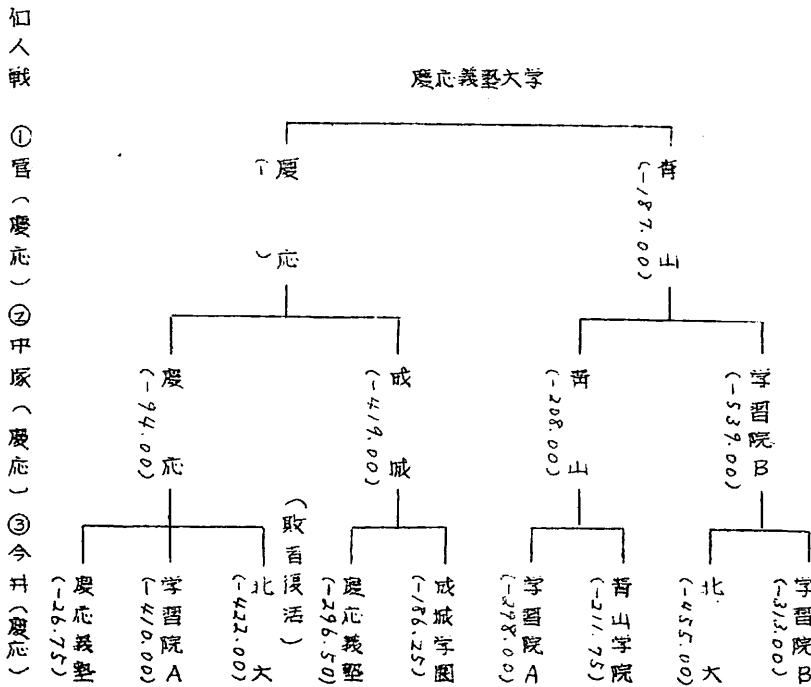 慶応義塾大学
慶応
( )
青山
(-187.00)
慶応
(-94.00)
成城
(-419.00)
青山
(-208.00)
学習院B
(-539.00)
慶応義塾
(-26.75)
学習院A
(-410.00)
(敗者復活)
北大
(-422.00)
慶応義塾
(-296.50)
成城学園
(-186.25)
学習院A
(-398.00)
青山学院
(-211.75)
北大
(-455.00)
学習院B
(-313.00)
個人戦 ①菅(慶応)②中塚(慶応)③今井(慶応)